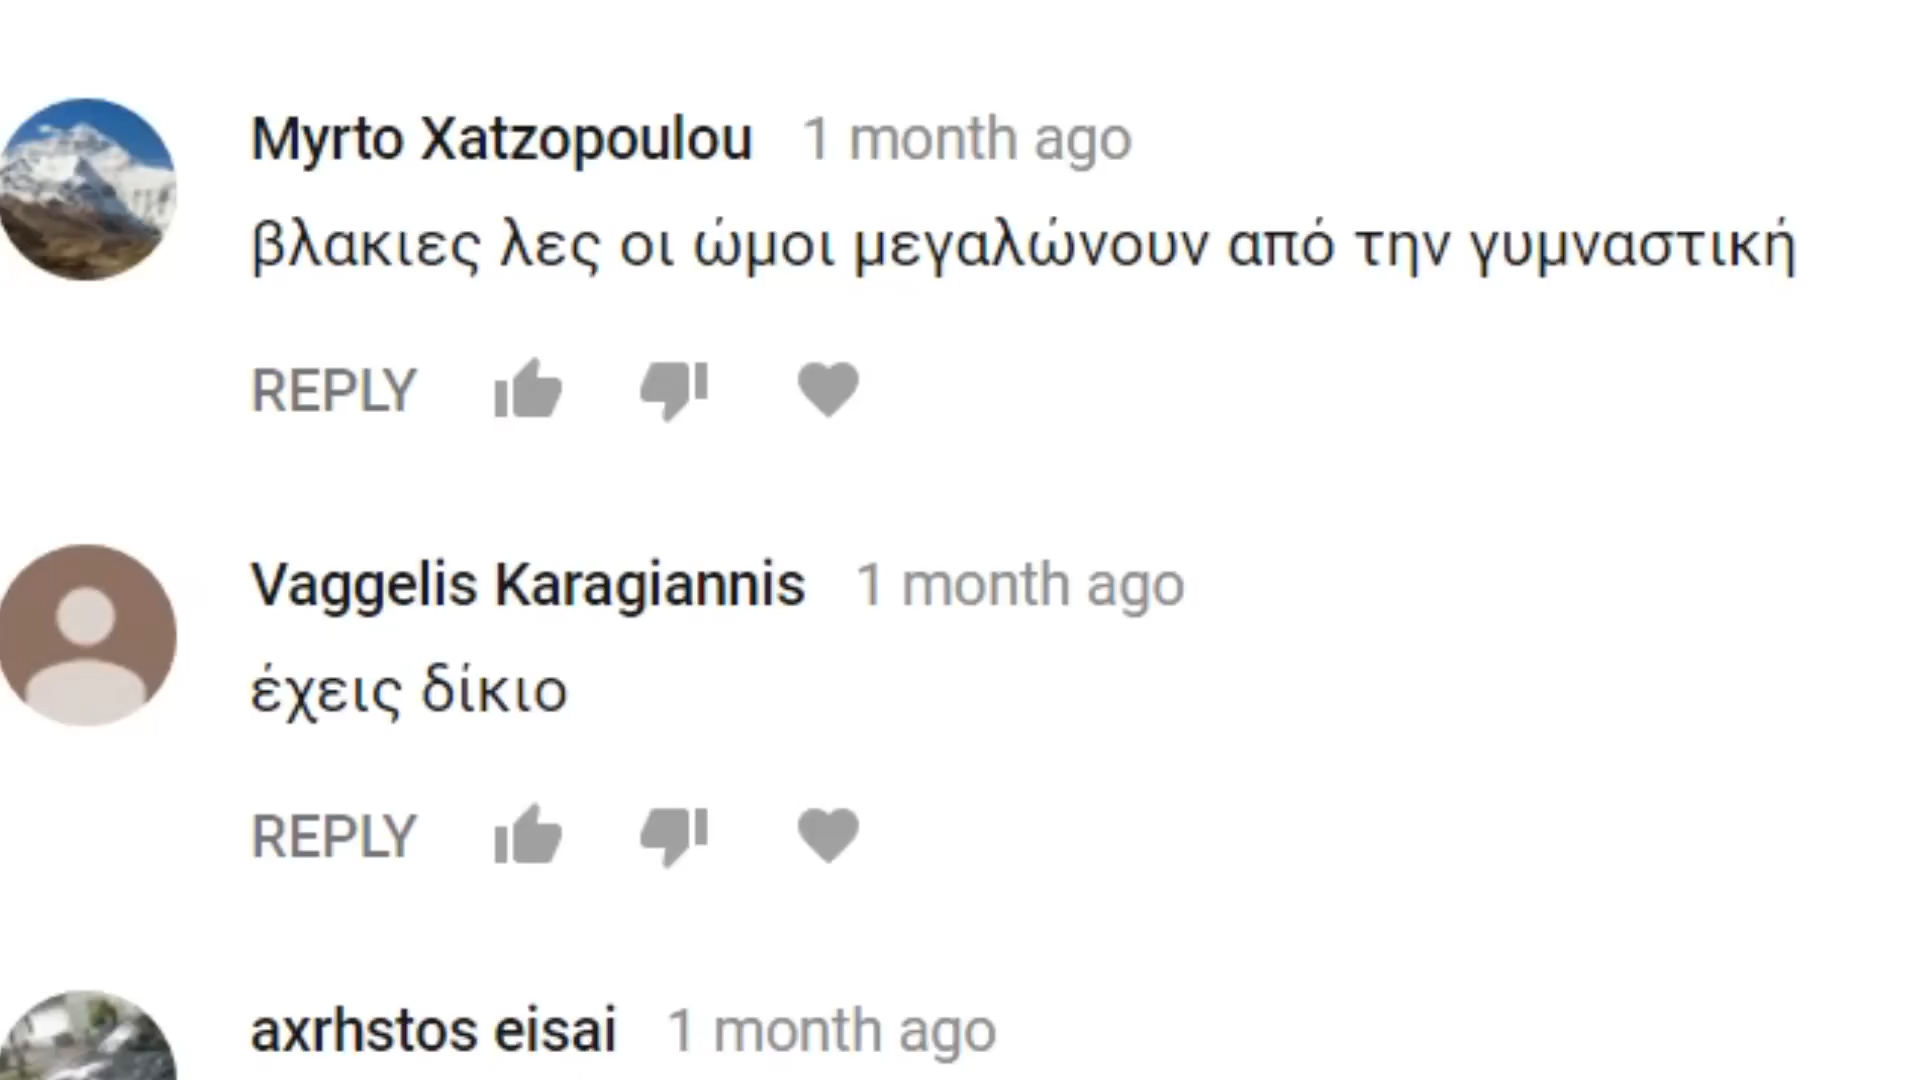 Myrto Xatzopoulou 1 month ago
βλακιες λες οι ώμοι μεγαλώνουν από την γυμναστική
REPLY
Vaggelis Karagiannis 1 month ago
έχεις δίκιο
REPLY
axrhstos eisai 1 month ago